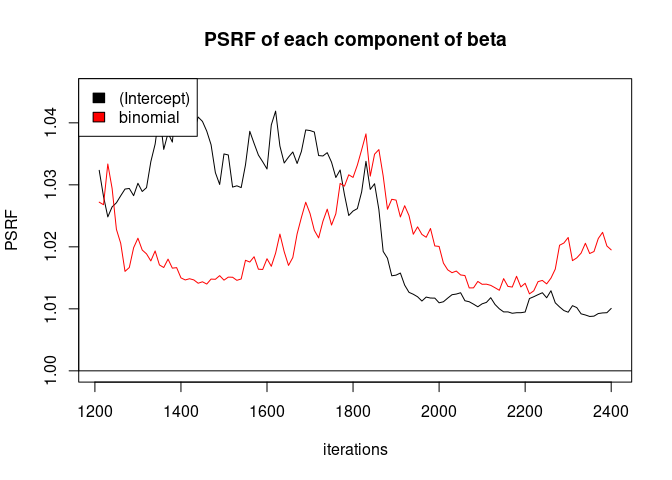 PSRF of each component of beta
(Intercept)
binomial
PSRF
1.04
1.03
1.02
1.01
1.00
1200 1400 1600 1800 2000 2200 2400
iterations